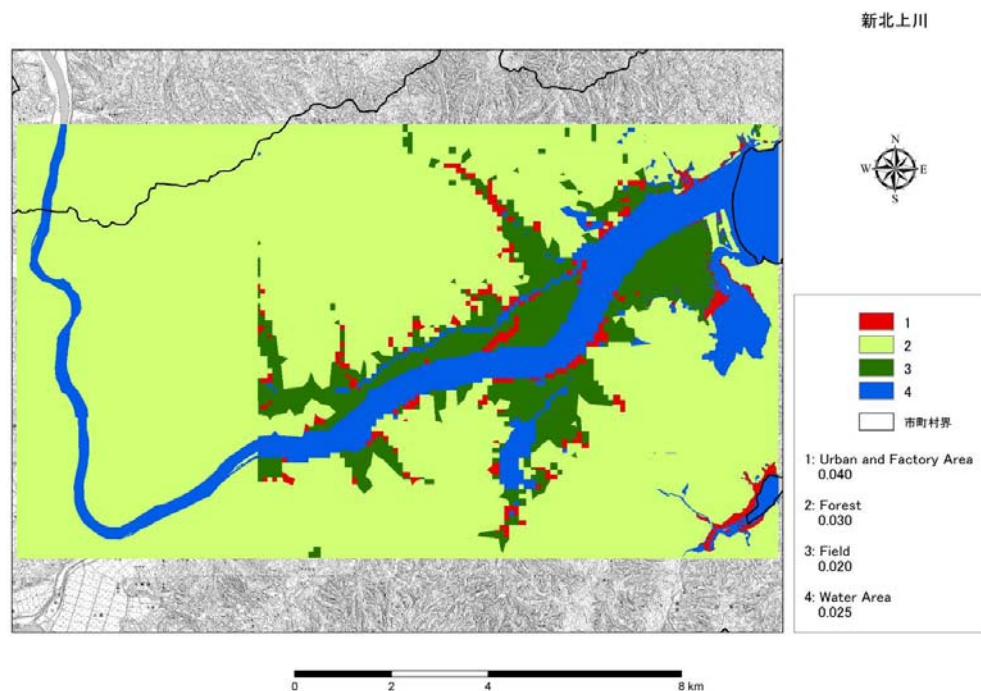 新北上川
N
W
E
S
1
2
3
4
市町村界
1: Urban and Factory Area
0.040
2: Forest
0.030
3: Field
0.020
4: Water Area
0.025
0
2
4
8 km